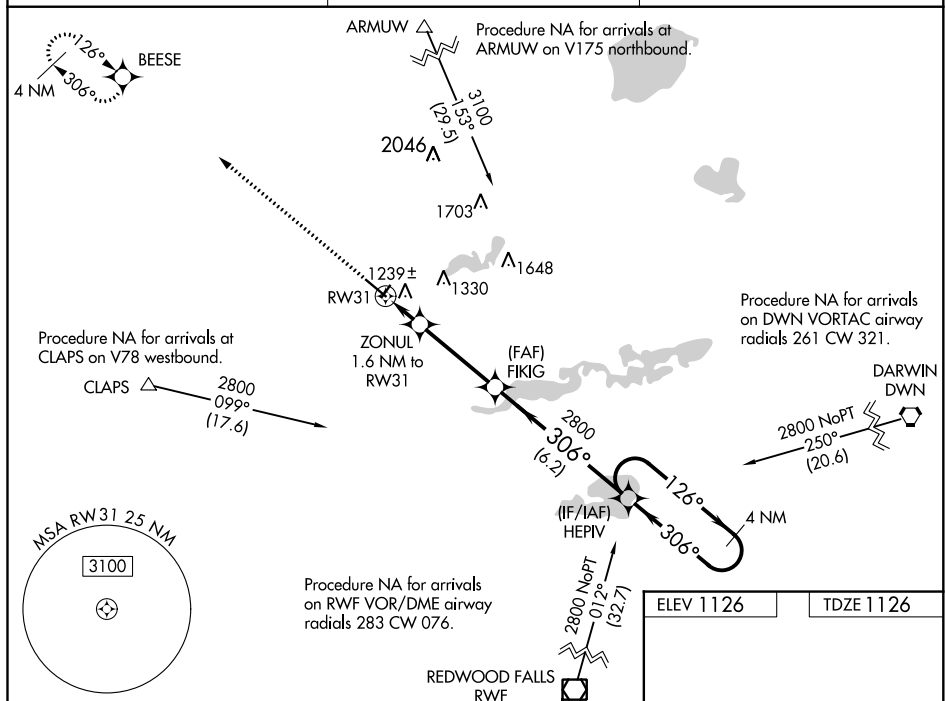 ARMUW
Procedure NA for arrivals at
ARMUW on V175 northbound.
126°
BEESE
306°
4 NM
3100
153°
(29.5)
2046
1703
1648
1330
1239±
RW31
ZONUL
1.6 NM to
RW31
(FAF)
FIKIG
Procedure NA for arrivals
on DWN VORTAC airway
radials 261 CW 321.
DARWIN
DWN
2800 NoPT
250°
(20.6)
Procedure NA for arrivals at
CLAPS on V78 westbound.
CLAPS
2800
099°
(17.6)
2800
306°
(6.2)
126°
306°
4 NM
(IF/IAF)
HEPIV
MSA RW31 25 NM
3100
Procedure NA for arrivals
on RWF VOR/DME airway
radials 283 CW 076.
2800 NoPT
012°
(32.7)
REDWOOD FALLS
RWF
ELEV 1126
TDZE 1126